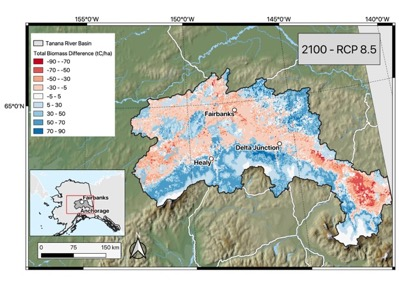 155°0'W 150°0'W 145°0'W 140°0'W
Tanana River Basin
Total Biomass Difference (tC/ha)
-90 - -70
-70 - -50
-50 - -30
-30 - -5
-5 - 5
5 - 30
30 - 50
50 - 70
70 - 90
2100 - RCP 8.5
65°0'N
Fairbanks
Delta Junction
Healy
Fairbanks
Anchorage
0 75 150 km